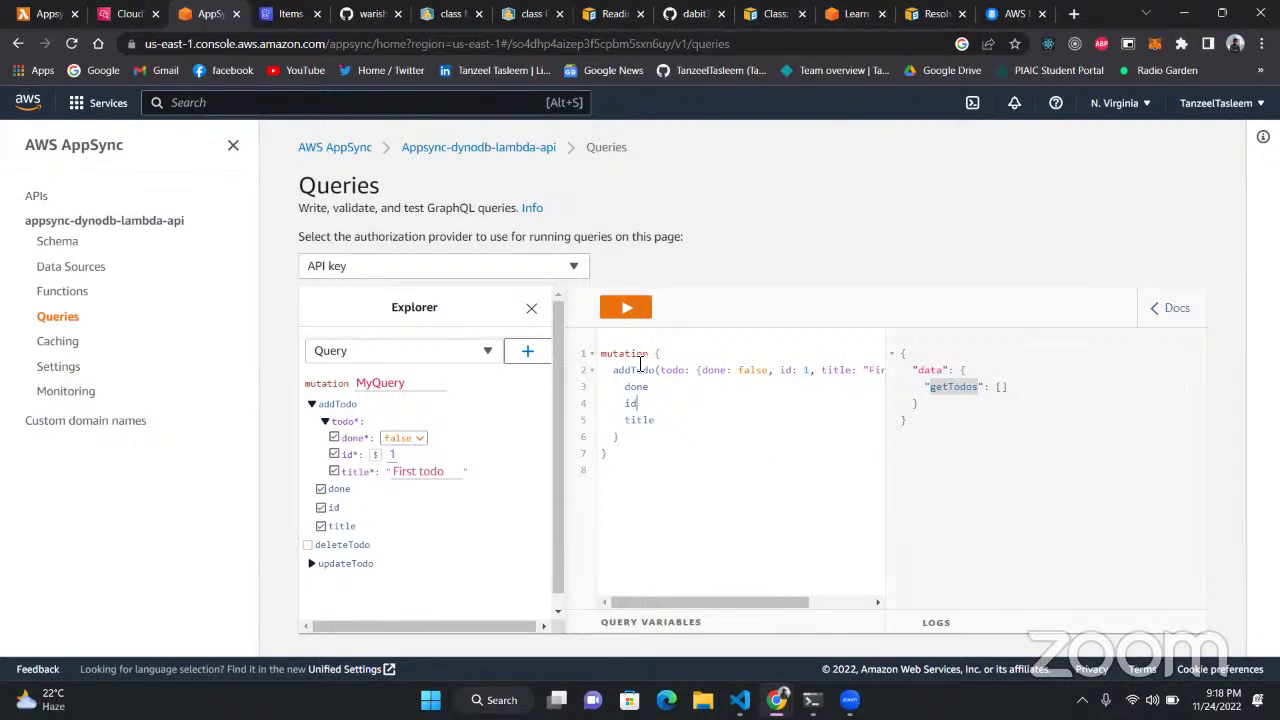 Appsy
Clouds
AppSy
Items
warish
class f
class [
Readin
dabit3
Class:
Learn
Resolv
AWS I
us-east-1.console.aws.amazon.com/appsync/home?region=us-east-1#/so4dhp4aizep3f5cpbm5sxn6uy/v1/queries
Apps
Google
Gmail
facebook
YouTube
Home / Twitter
Tanzeel Tasleem | Li...
Google News
TanzeelTasleem (Ta...
Team overview | Ta...
Google Drive
PIAIC Student Portal
Radio Garden
aws
Services
Search
[Alt+S]
N. Virginia
TanzeelTasleem
AWS AppSync
APIs
appsync-dynodb-lambda-api
Schema
Data Sources
Functions
Queries
Caching
Settings
Monitoring
Custom domain names
AWS AppSync
Appsync-dynodb-lambda-api
Queries
Queries
Write, validate, and test GraphQL queries. Info
Select the authorization provider to use for running queries on this page:
API key
Explorer
Query
mutation MyQuery
addTodo
todo*:
done*: false
id*: $ 1
title*: "First todo "
done
id
title
deleteTodo
updateTodo
1 mutation {
2 addTodo(todo: {done: false, id: 1, title: "Fir
3 done
4 id
5 title
6 }
7 }
8
QUERY VARIABLES
Docs
{
"data": {
"getTodos": []
}
}
LOGS
zoom
Feedback
Looking for language selection? Find it in the new Unified Settings
© 2022, Amazon Web Services, Inc. or its affiliates.
Privacy
Terms
Cookie preferences
22°C
Haze
Search
9:18 PM
11/24/2022